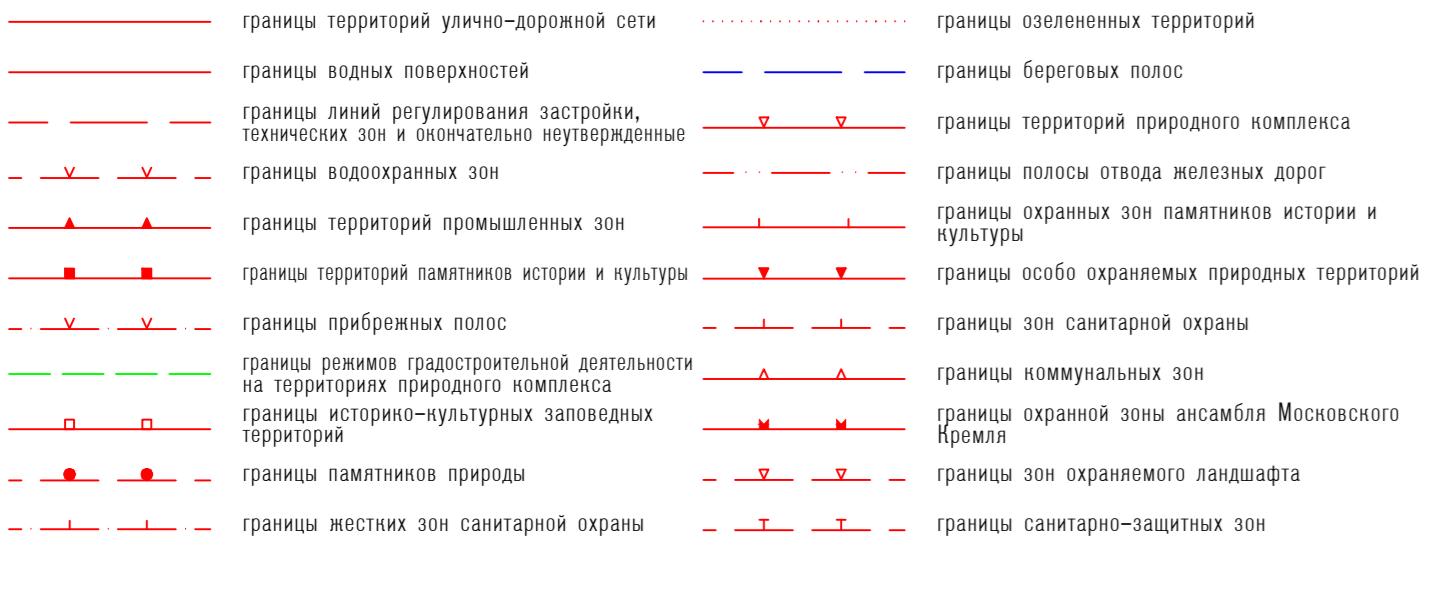 границы территорий улично-дорожной сети
границы водных поверхностей
границы линий регулирования застройки,
технических зон и окончательно неутвержденные
границы водоохранных зон
границы территорий промышленных зон
границы территорий памятников истории и культуры
границы прибрежных полос
границы режимов градостроительной деятельности
на территориях природного комплекса
границы историко-культурных заповедных
территорий
границы памятников природы
границы жестких зон санитарной охраны
границы озелененных территорий
границы береговых полос
границы территорий природного комплекса
границы полосы отвода железных дорог
границы охранных зон памятников истории и
культуры
границы особо охраняемых природных территорий
границы зон санитарной охраны
границы коммунальных зон
границы охранной зоны ансамбля Московского
Кремля
границы зон охраняемого ландшафта
границы санитарно-защитных зон